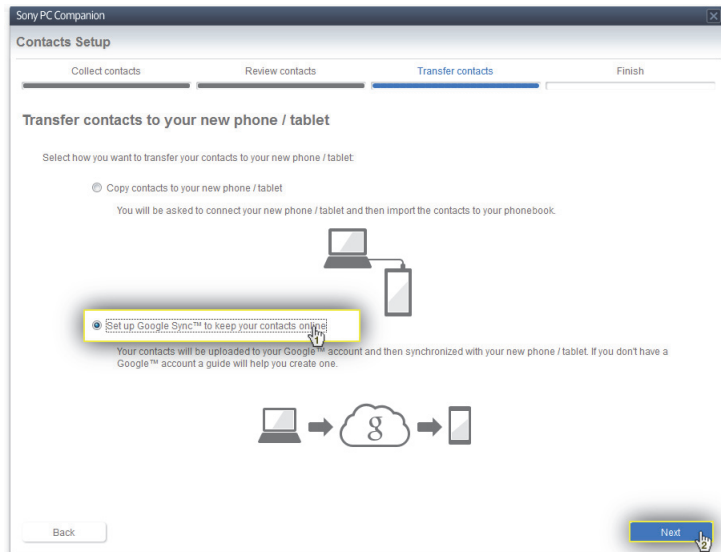 Sony PC Companion
Contacts Setup
Collect contacts
Review contacts
Transfer contacts
Finish
Transfer contacts to your new phone / tablet
Select how you want to transfer your contacts to your new phone / tablet:
Copy contacts to your new phone / tablet
You will be asked to connect your new phone / tablet and then import the contacts to your phonebook.
Set up Google Sync™ to keep your contacts online
1
Your contacts will be uploaded to your Google™ account and then synchronized with your new phone / tablet. If you don't have a
Google™ account a guide will help you create one.
g
Back
Next
2